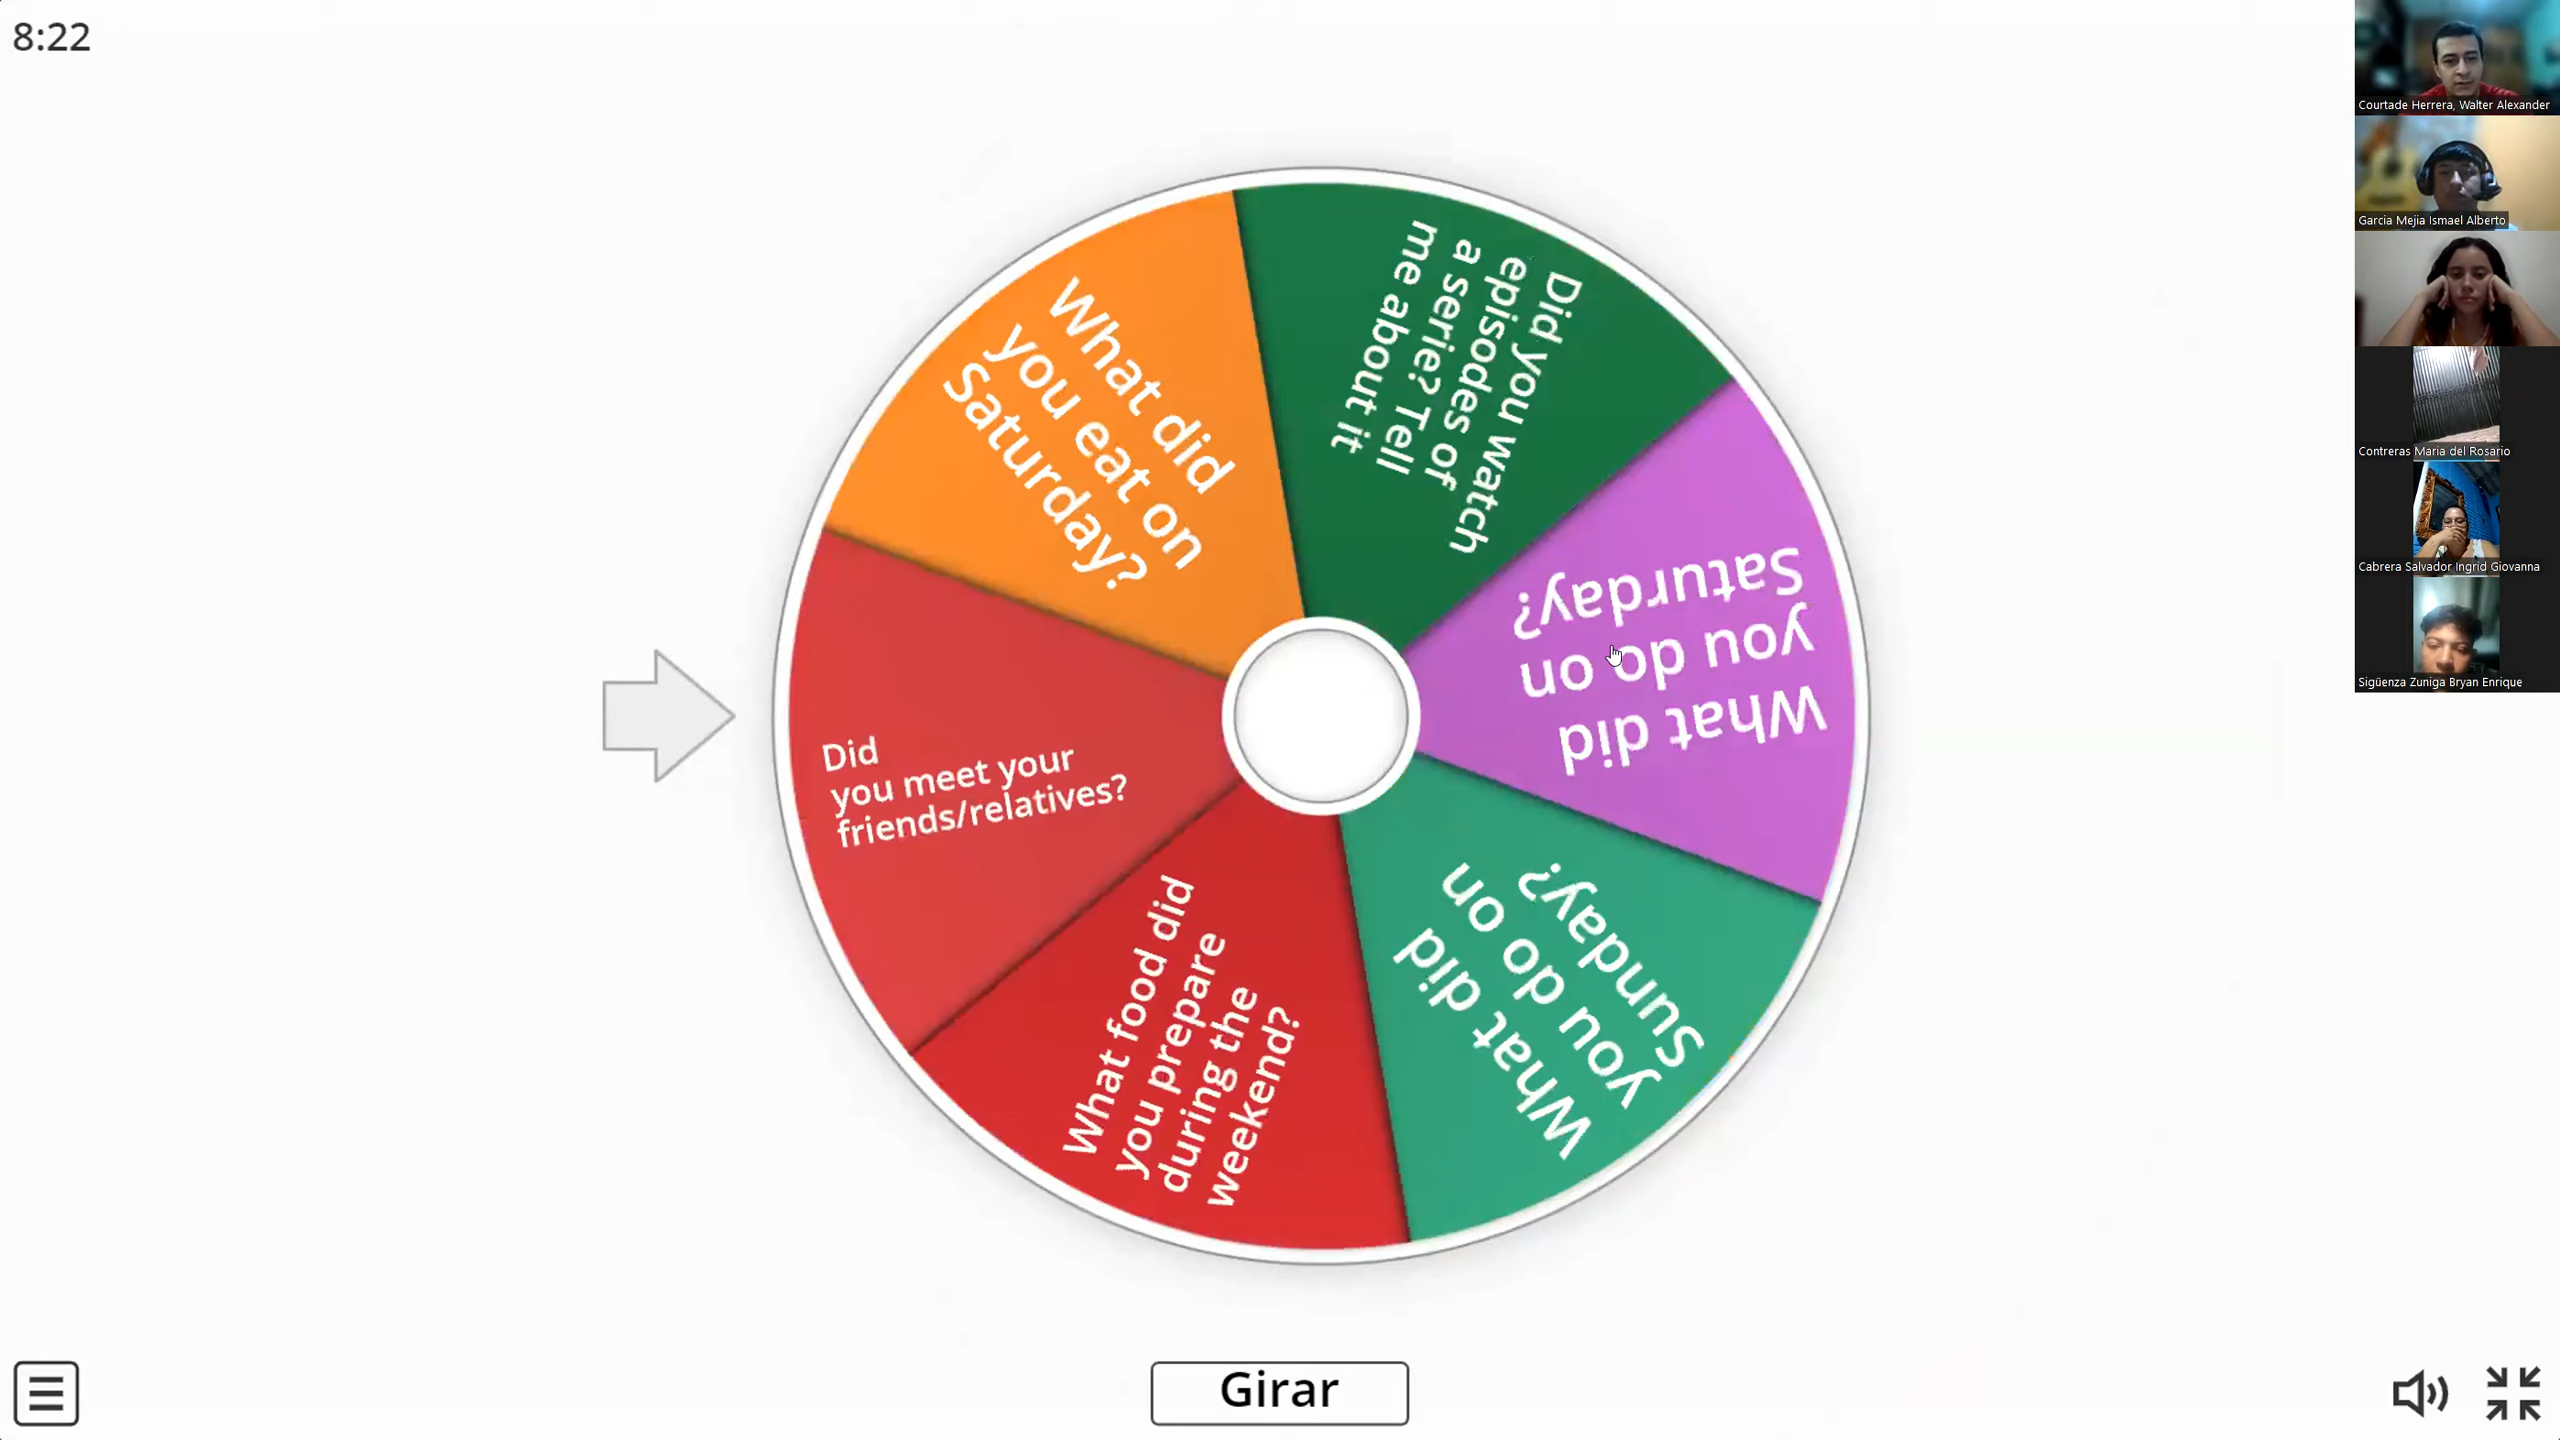 8:22
Did you watch
episodes of
a serie? Tell
me about it
What did
you eat on
Saturday?
What did
you do on
Saturday?
Did
you meet your
friends/relatives?
What food did
you prepare
during the
weekend?
What did
you do on
Sunday?
Girar
Courtade Herrera, Walter Alexander
Garcia Mejia Ismael Alberto
Contreras Maria del Rosario
Cabrera Salvador Ingrid Giovanna
Sigüenza Zuniga Bryan Enrique